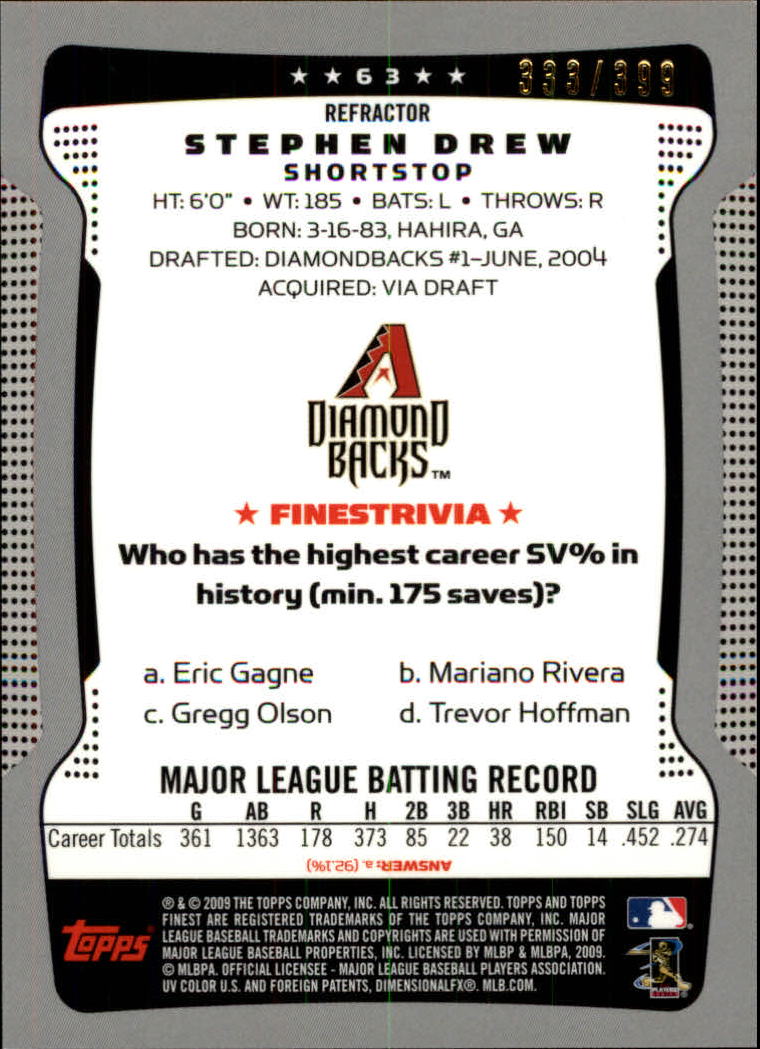 ★ ★ 63 ★ ★ 333/399
REFRACTOR
STEPHEN DREW
SHORTSTOP
HT: 6'0" • WT: 185 • BATS: L • THROWS: R
BORN: 3-16-83, HAHIRA, GA
DRAFTED: DIAMONDBACKS #1–JUNE, 2004
ACQUIRED: VIA DRAFT
A
DIAMOND
BACKS™
★ FINESTRIVIA ★
Who has the highest career SV% in
history (min. 175 saves)?
a. Eric Gagne b. Mariano Rivera
c. Gregg Olson d. Trevor Hoffman
MAJOR LEAGUE BATTING RECORD
G AB R H 2B 3B HR RBI SB SLG AVG
Career Totals 361 1363 178 373 85 22 38 150 14 .452 .274
ANSWER: a. (92.1%)
® & © 2009 THE TOPPS COMPANY, INC. ALL RIGHTS RESERVED. TOPPS AND TOPPS
FINEST ARE REGISTERED TRADEMARKS OF THE TOPPS COMPANY, INC. MAJOR
LEAGUE BASEBALL TRADEMARKS AND COPYRIGHTS ARE USED WITH PERMISSION OF
MAJOR LEAGUE BASEBALL PROPERTIES, INC. LICENSED BY MLBP & MLBPA, 2009.
© MLBPA. OFFICIAL LICENSEE - MAJOR LEAGUE BASEBALL PLAYERS ASSOCIATION.
UV COLOR U.S. AND FOREIGN PATENTS, DIMENSIONALFX®. MLB.COM.
topps®